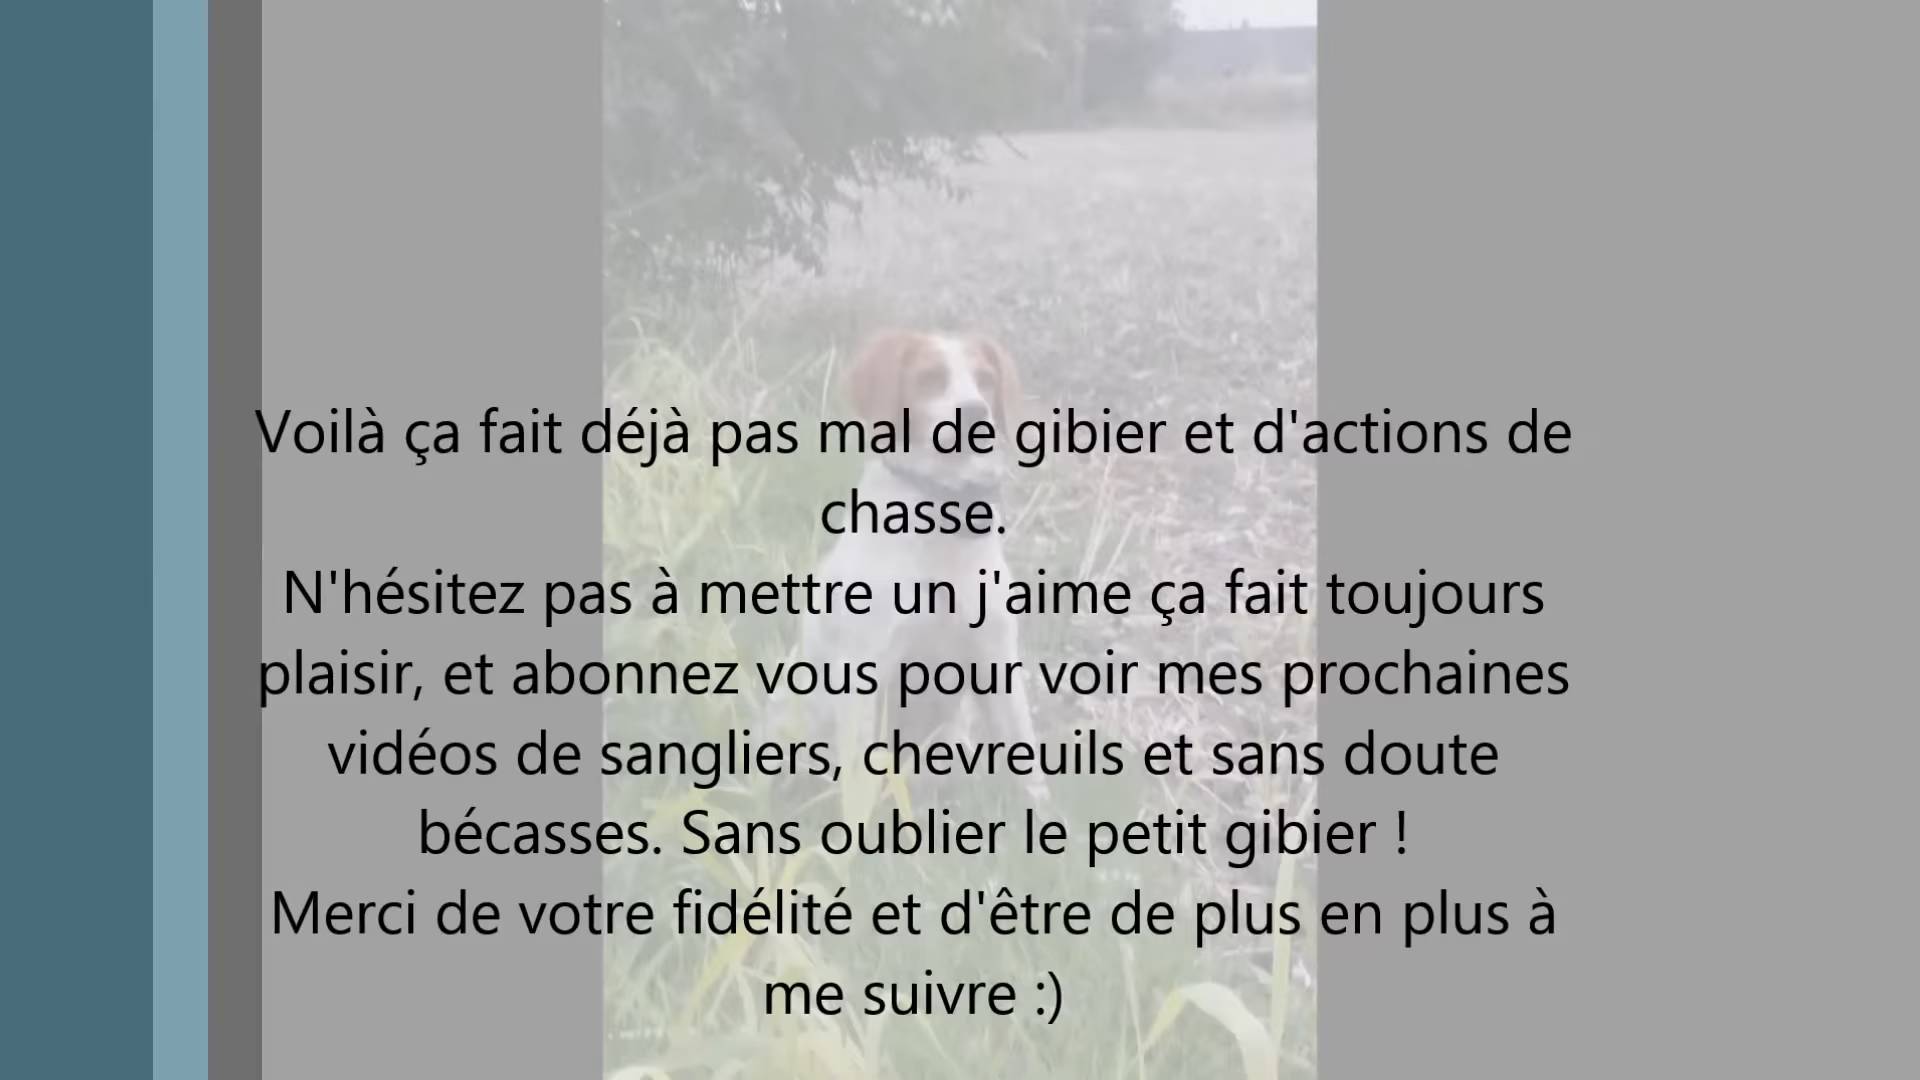 Voilà ça fait déjà pas mal de gibier et d'actions de
chasse.
N'hésitez pas à mettre un j'aime ça fait toujours
plaisir, et abonnez vous pour voir mes prochaines
vidéos de sangliers, chevreuils et sans doute
bécasses. Sans oublier le petit gibier !
Merci de votre fidélité et d'être de plus en plus à
me suivre :)